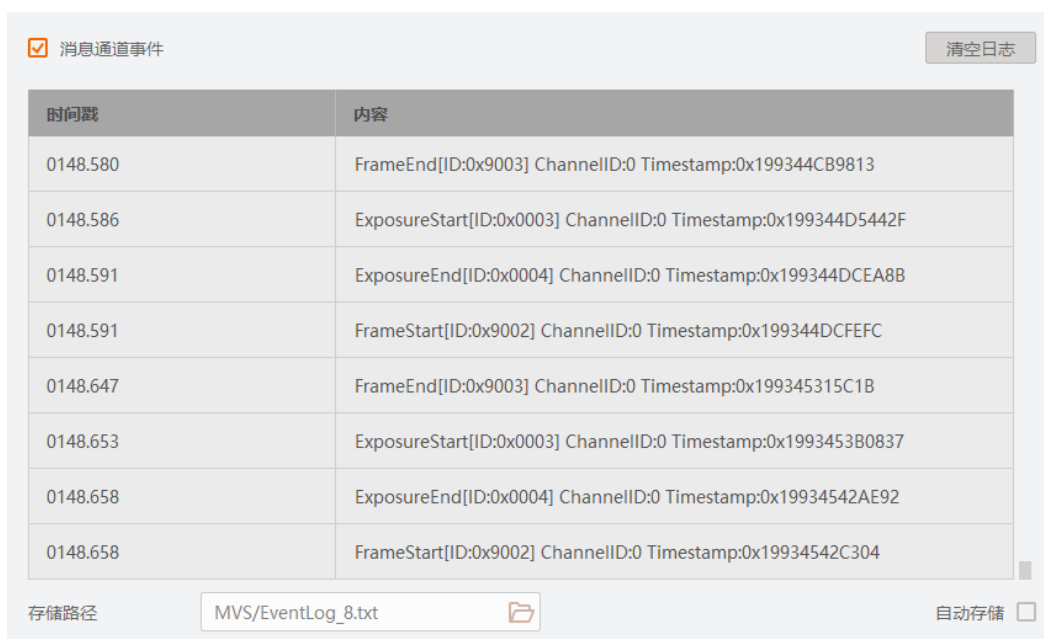 消息通道事件 清空日志
时间戳 内容
0148.580 FrameEnd[ID:0x9003] ChannelID:0 Timestamp:0x199344CB9813
0148.586 ExposureStart[ID:0x0003] ChannelID:0 Timestamp:0x199344D5442F
0148.591 ExposureEnd[ID:0x0004] ChannelID:0 Timestamp:0x199344DCEA8B
0148.591 FrameStart[ID:0x9002] ChannelID:0 Timestamp:0x199344DCFEFC
0148.647 FrameEnd[ID:0x9003] ChannelID:0 Timestamp:0x199345315C1B
0148.653 ExposureStart[ID:0x0003] ChannelID:0 Timestamp:0x1993453B0837
0148.658 ExposureEnd[ID:0x0004] ChannelID:0 Timestamp:0x19934542AE92
0148.658 FrameStart[ID:0x9002] ChannelID:0 Timestamp:0x19934542C304
存储路径 MVS/EventLog_8.txt 自动存储